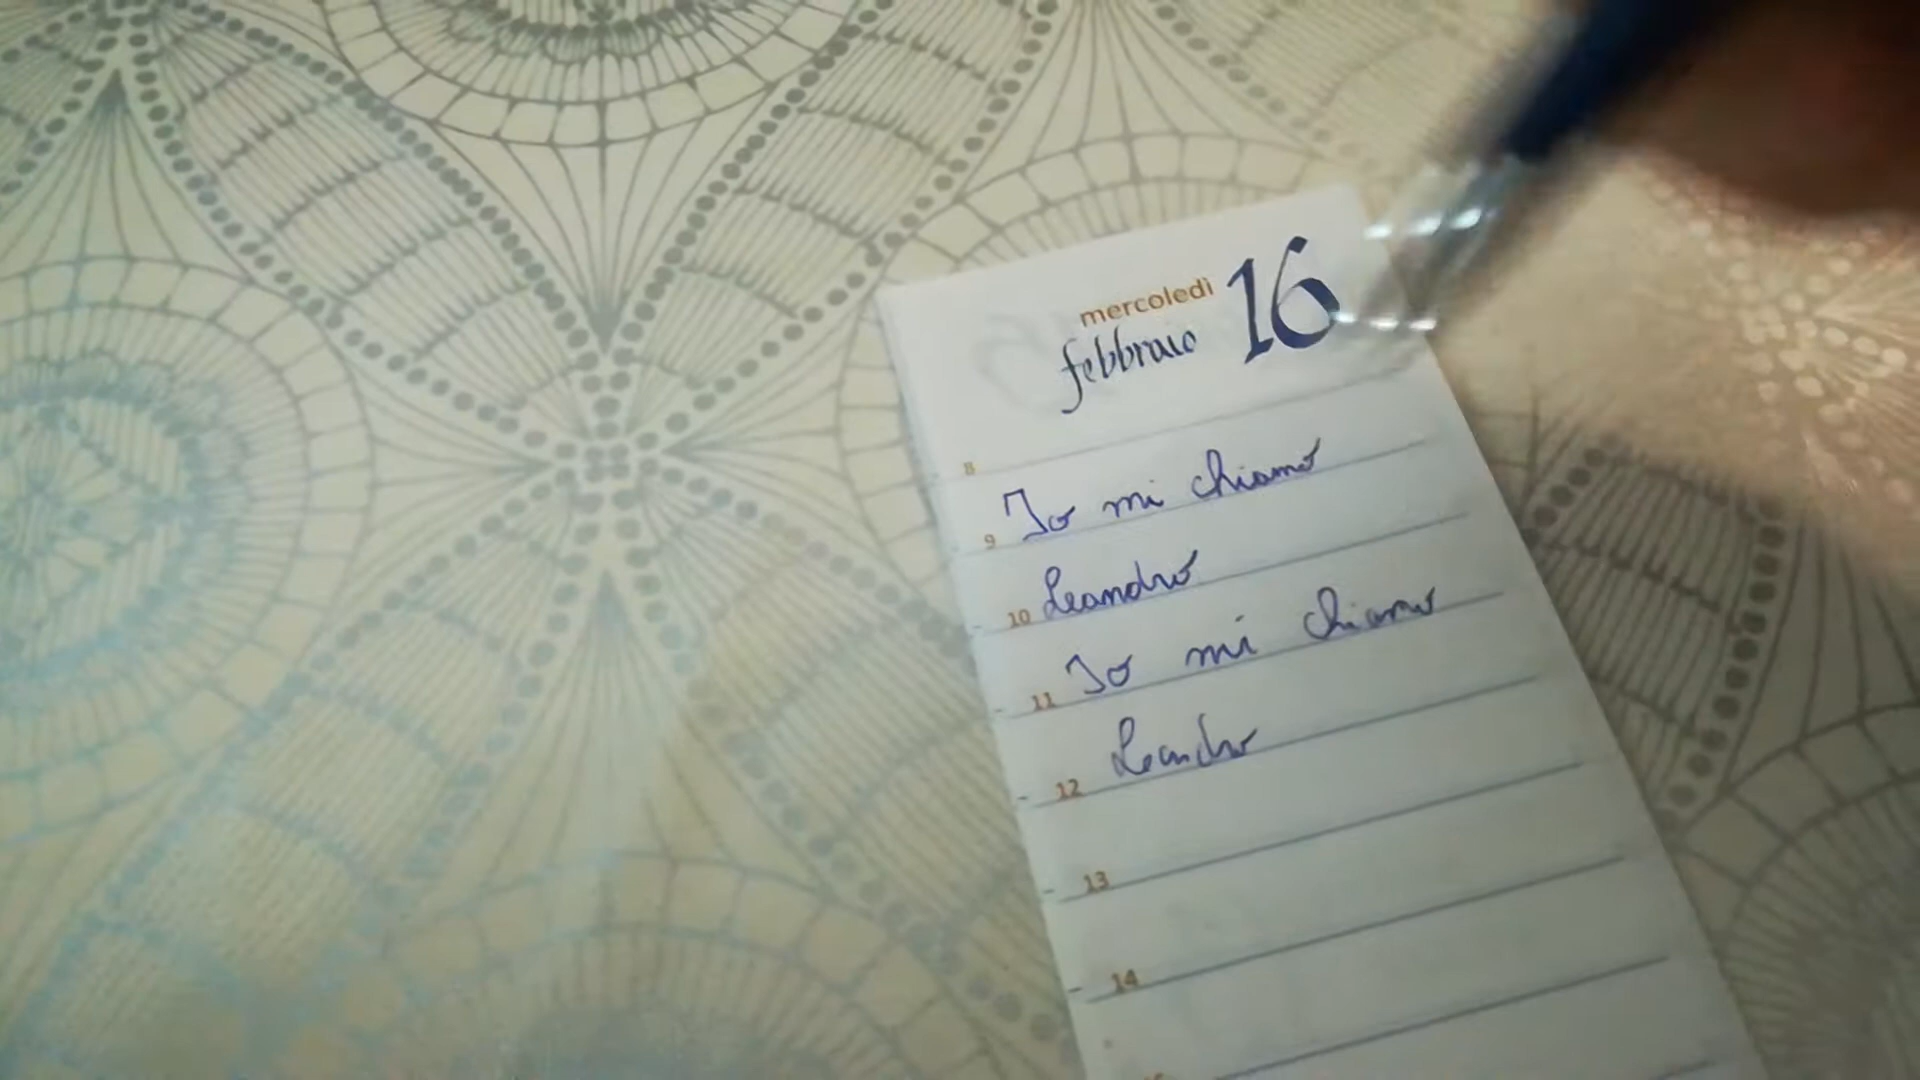 mercoledì 16
febbraio
8
Io mi chiamo
9
Leandro
10
Io mi chiamo
11
Leandro
12
13
14